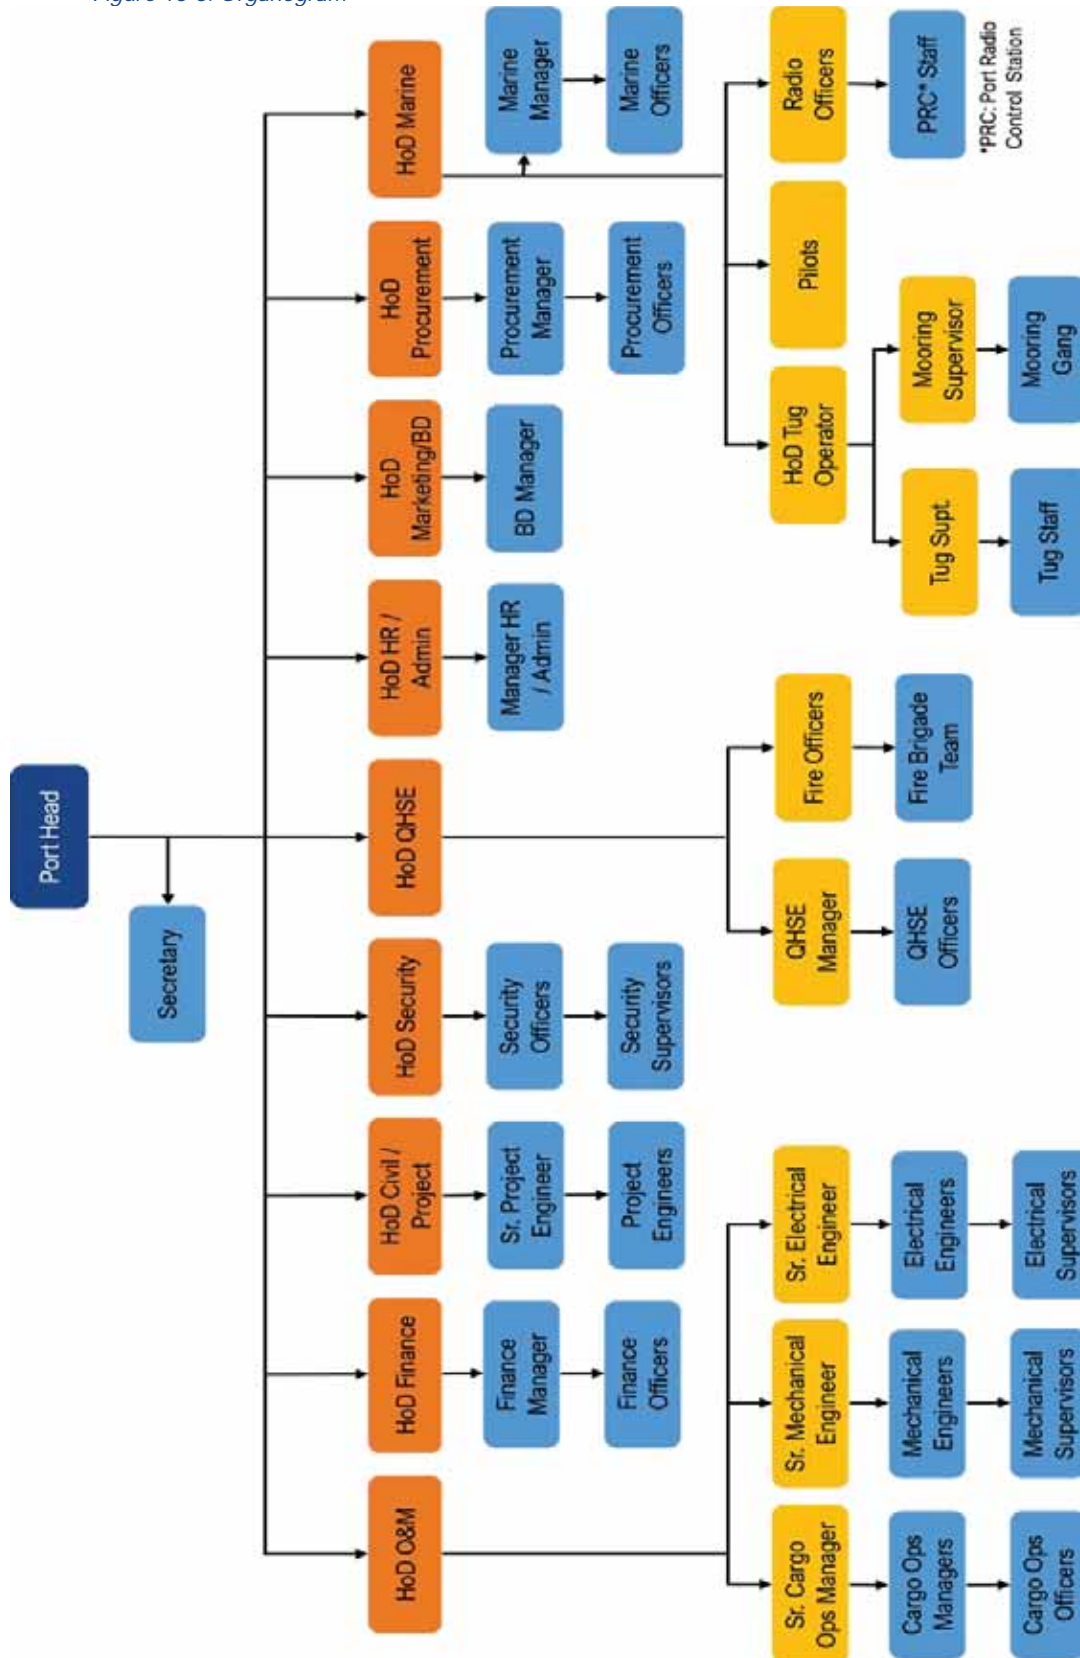 Figure
Organogram
Port Head
Secretary
HoD O&M
HoD Finance
HoD Civil /
Project
HoD Security
HoD QHSE
HoD HR /
Admin
HoD
Marketing/BD
HoD
Procurement
HoD Marine
Finance
Manager
Sr. Project
Engineer
Security
Officers
Manager HR
/ Admin
BD Manager
Procurement
Manager
Marine
Manager
Finance
Officers
Project
Engineers
Security
Supervisors
Procurement
Officers
Marine
Officers
Sr. Cargo
Ops Manager
Sr. Mechanical
Engineer
Sr. Electrical
Engineer
QHSE
Manager
Fire Officers
HoD Tug
Operator
Pilots
Radio
Officers
Cargo Ops
Managers
Mechanical
Engineers
Electrical
Engineers
QHSE
Officers
Fire Brigade
Team
Tug Supt.
Mooring
Supervisor
PRC* Staff
Cargo Ops
Officers
Mechanical
Supervisors
Electrical
Supervisors
Tug Staff
Mooring
Gang
*PRC: Port Radio
Control Station